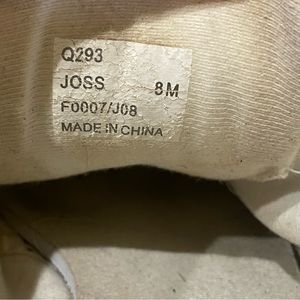 Q293
JOSS 8M
F0007/J08
MADE IN CHINA